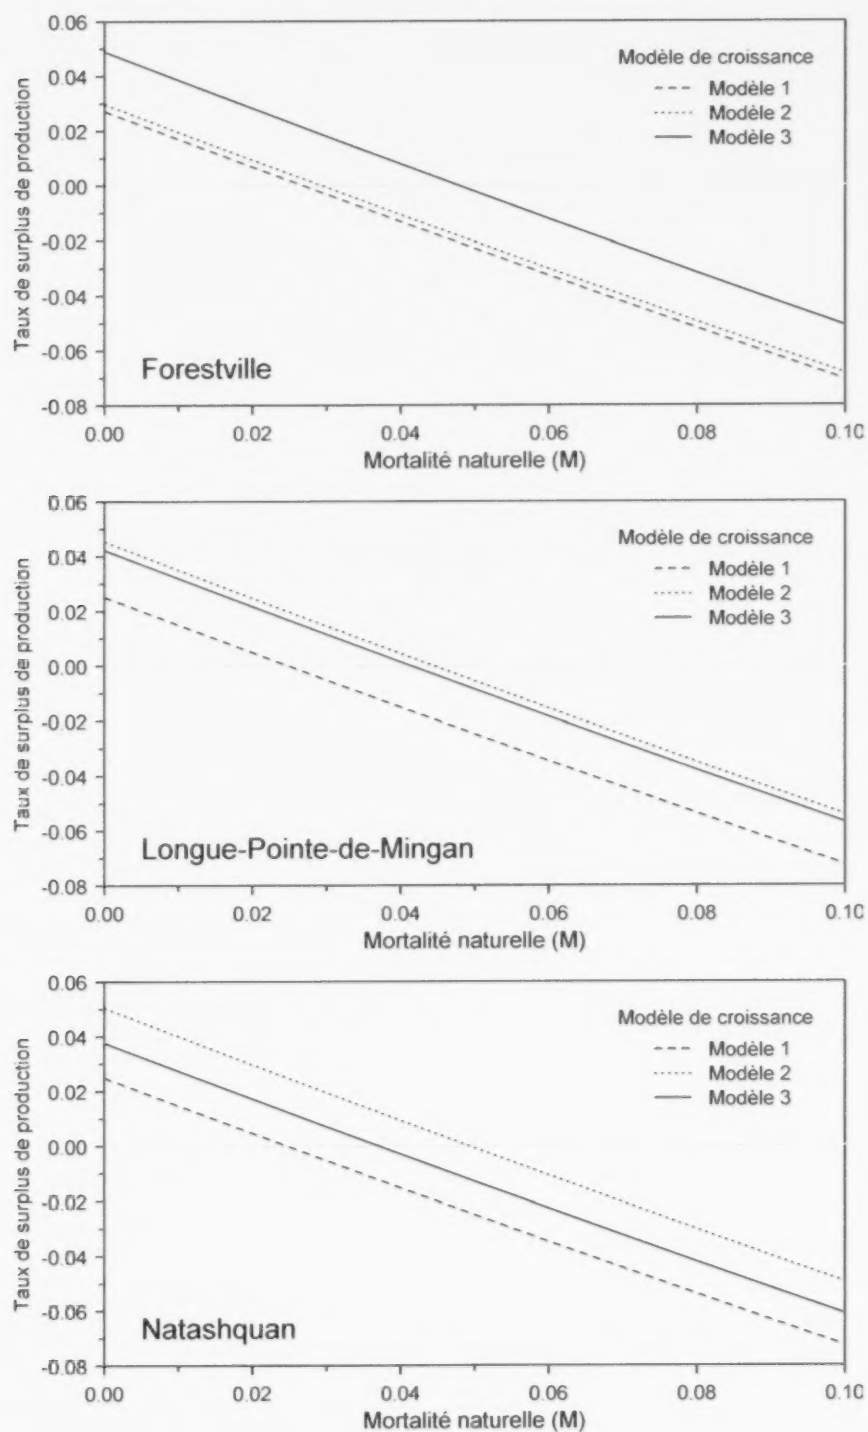 0.06
0.04
0.02
0.00
-0.02
-0.04
-0.06
-0.08
Taux de surplus de production
Modèle de croissance
Modèle 1
Modèle 2
Modèle 3
Forestville
0.00 0.02 0.04 0.06 0.08 0.10
Mortalité naturelle (M)
0.06
0.04
0.02
0.00
-0.02
-0.04
-0.06
-0.08
Taux de surplus de production
Modèle de croissance
Modèle 1
Modèle 2
Modèle 3
Longue-Pointe-de-Mingan
0.00 0.02 0.04 0.06 0.08 0.10
Mortalité naturelle (M)
0.06
0.04
0.02
0.00
-0.02
-0.04
-0.06
-0.08
Taux de surplus de production
Modèle de croissance
Modèle 1
Modèle 2
Modèle 3
Natashquan
0.00 0.02 0.04 0.06 0.08 0.10
Mortalité naturelle (M)